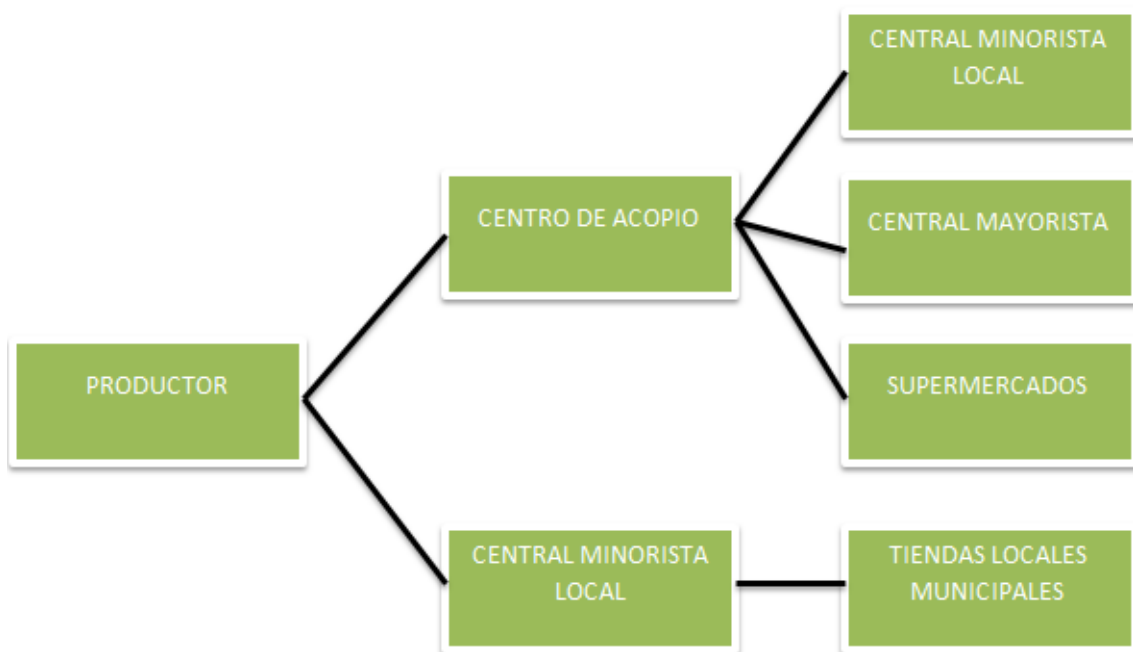 CENTRAL MINORISTA
LOCAL
CENTRO DE ACOPIO
CENTRAL MAYORISTA
PRODUCTOR
SUPERMERCADOS
CENTRAL MINORISTA
LOCAL
TIENDAS LOCALES
MUNICIPALES